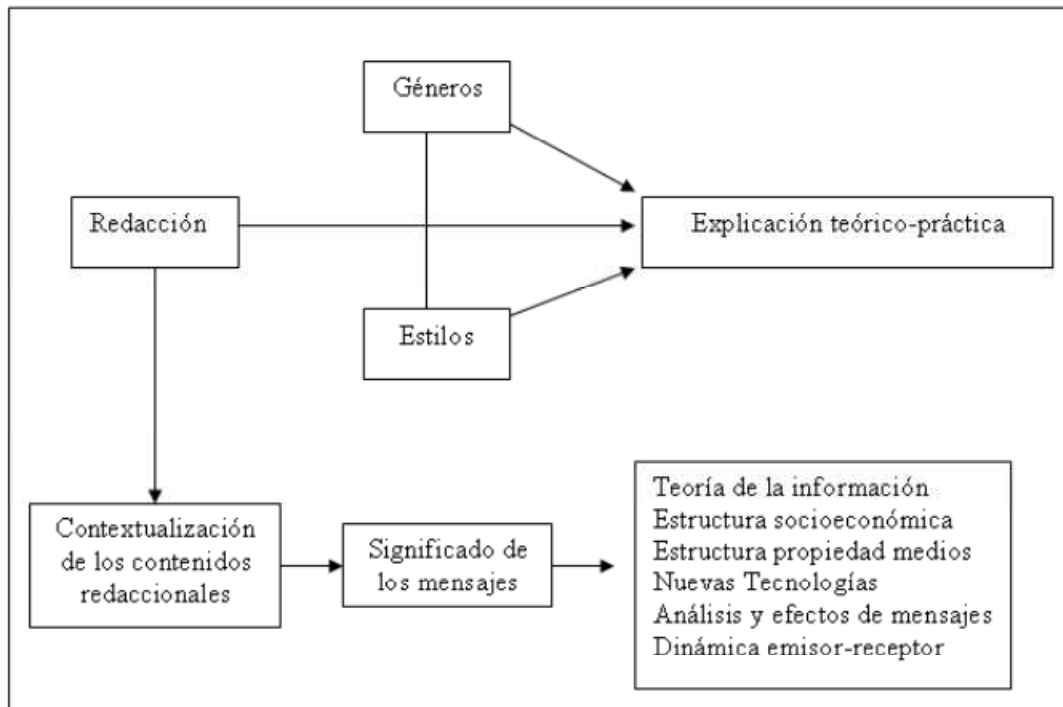 Géneros
Redacción
Explicación teórico-práctica
Estilos
Contextualización
de los contenidos
redaccionales
Significado de
los mensajes
Teoría de la información
Estructura socioeconómica
Estructura propiedad medios
Nuevas Tecnologías
Análisis y efectos de mensajes
Dinámica emisor-receptor